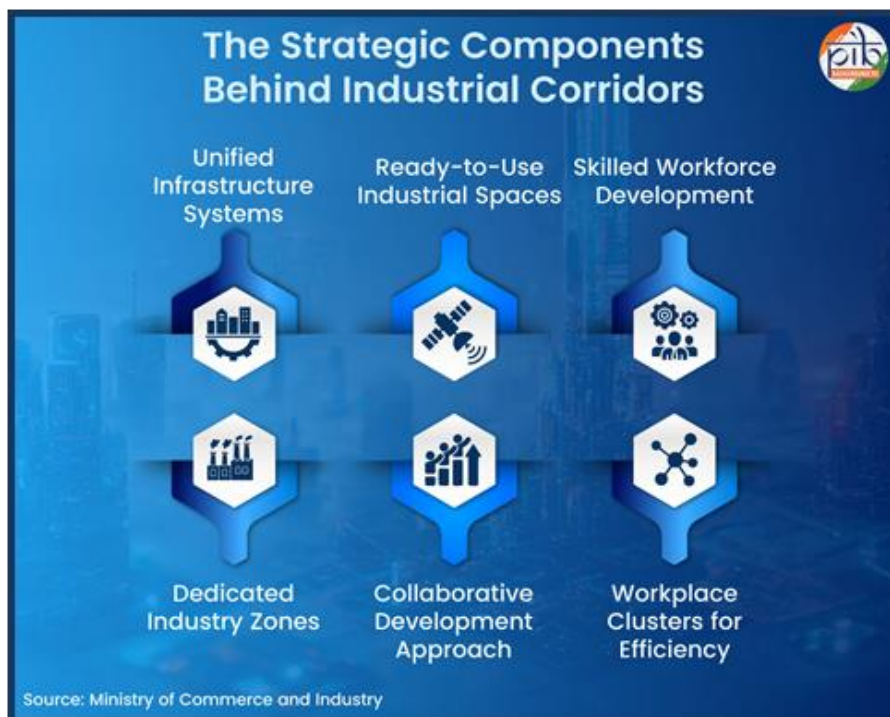 The Strategic Components
Behind Industrial Corridors
pib
Unified
Infrastructure
Systems
Ready-to-Use
Industrial Spaces
Skilled Workforce
Development
Dedicated
Industry Zones
Collaborative
Development
Approach
Workplace
Clusters for
Efficiency
Source: Ministry of Commerce and Industry